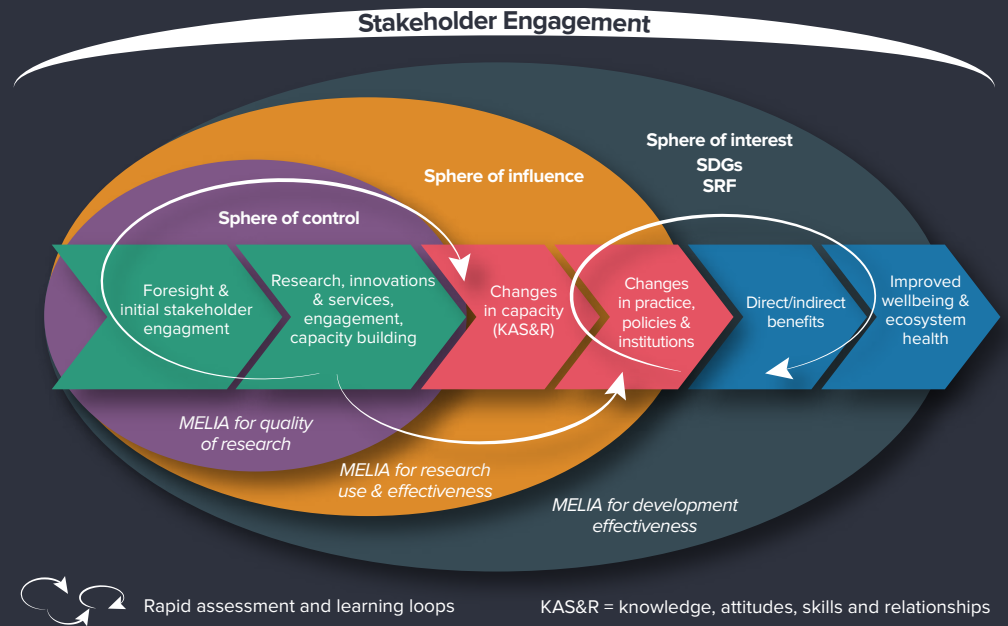 Stakeholder Engagement
Sphere of interest
SDGs
SRF
Sphere of influence
Sphere of control
Foresight &
initial stakeholder
engagment
Research, innovations
& services,
engagement,
capacity building
Changes
in capacity
(KAS&R)
Changes
in practice,
policies &
institutions
Direct/indirect
benefits
Improved
wellbeing &
ecosystem
health
MELIA for quality
of research
MELIA for research
use & effectiveness
MELIA for development
effectiveness
Rapid assessment and learning loops
KAS&R = knowledge, attitudes, skills and relationships